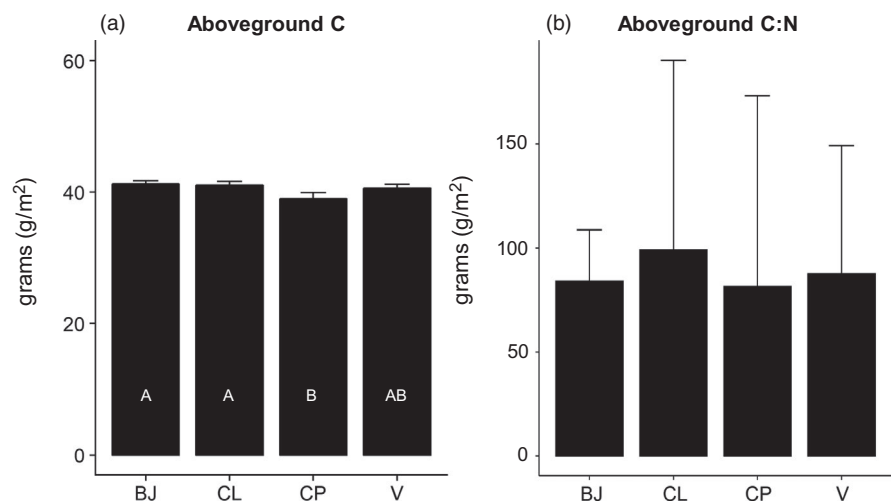 (a) Aboveground C
grams (g/m²)
60
40
20
0
A A B AB
BJ CL CP V
(b) Aboveground C:N
grams (g/m²)
150
100
50
0
BJ CL CP V